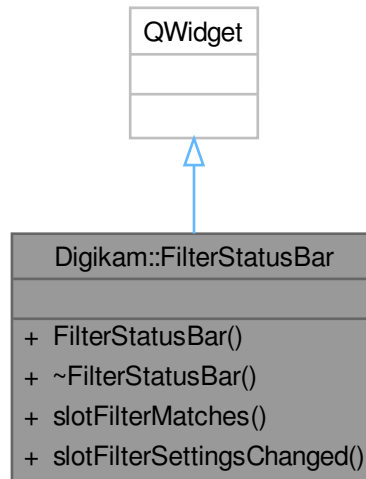 QWidget
Digikam::FilterStatusBar
+ FilterStatusBar()
+ ~FilterStatusBar()
+ slotFilterMatches()
+ slotFilterSettingsChanged()